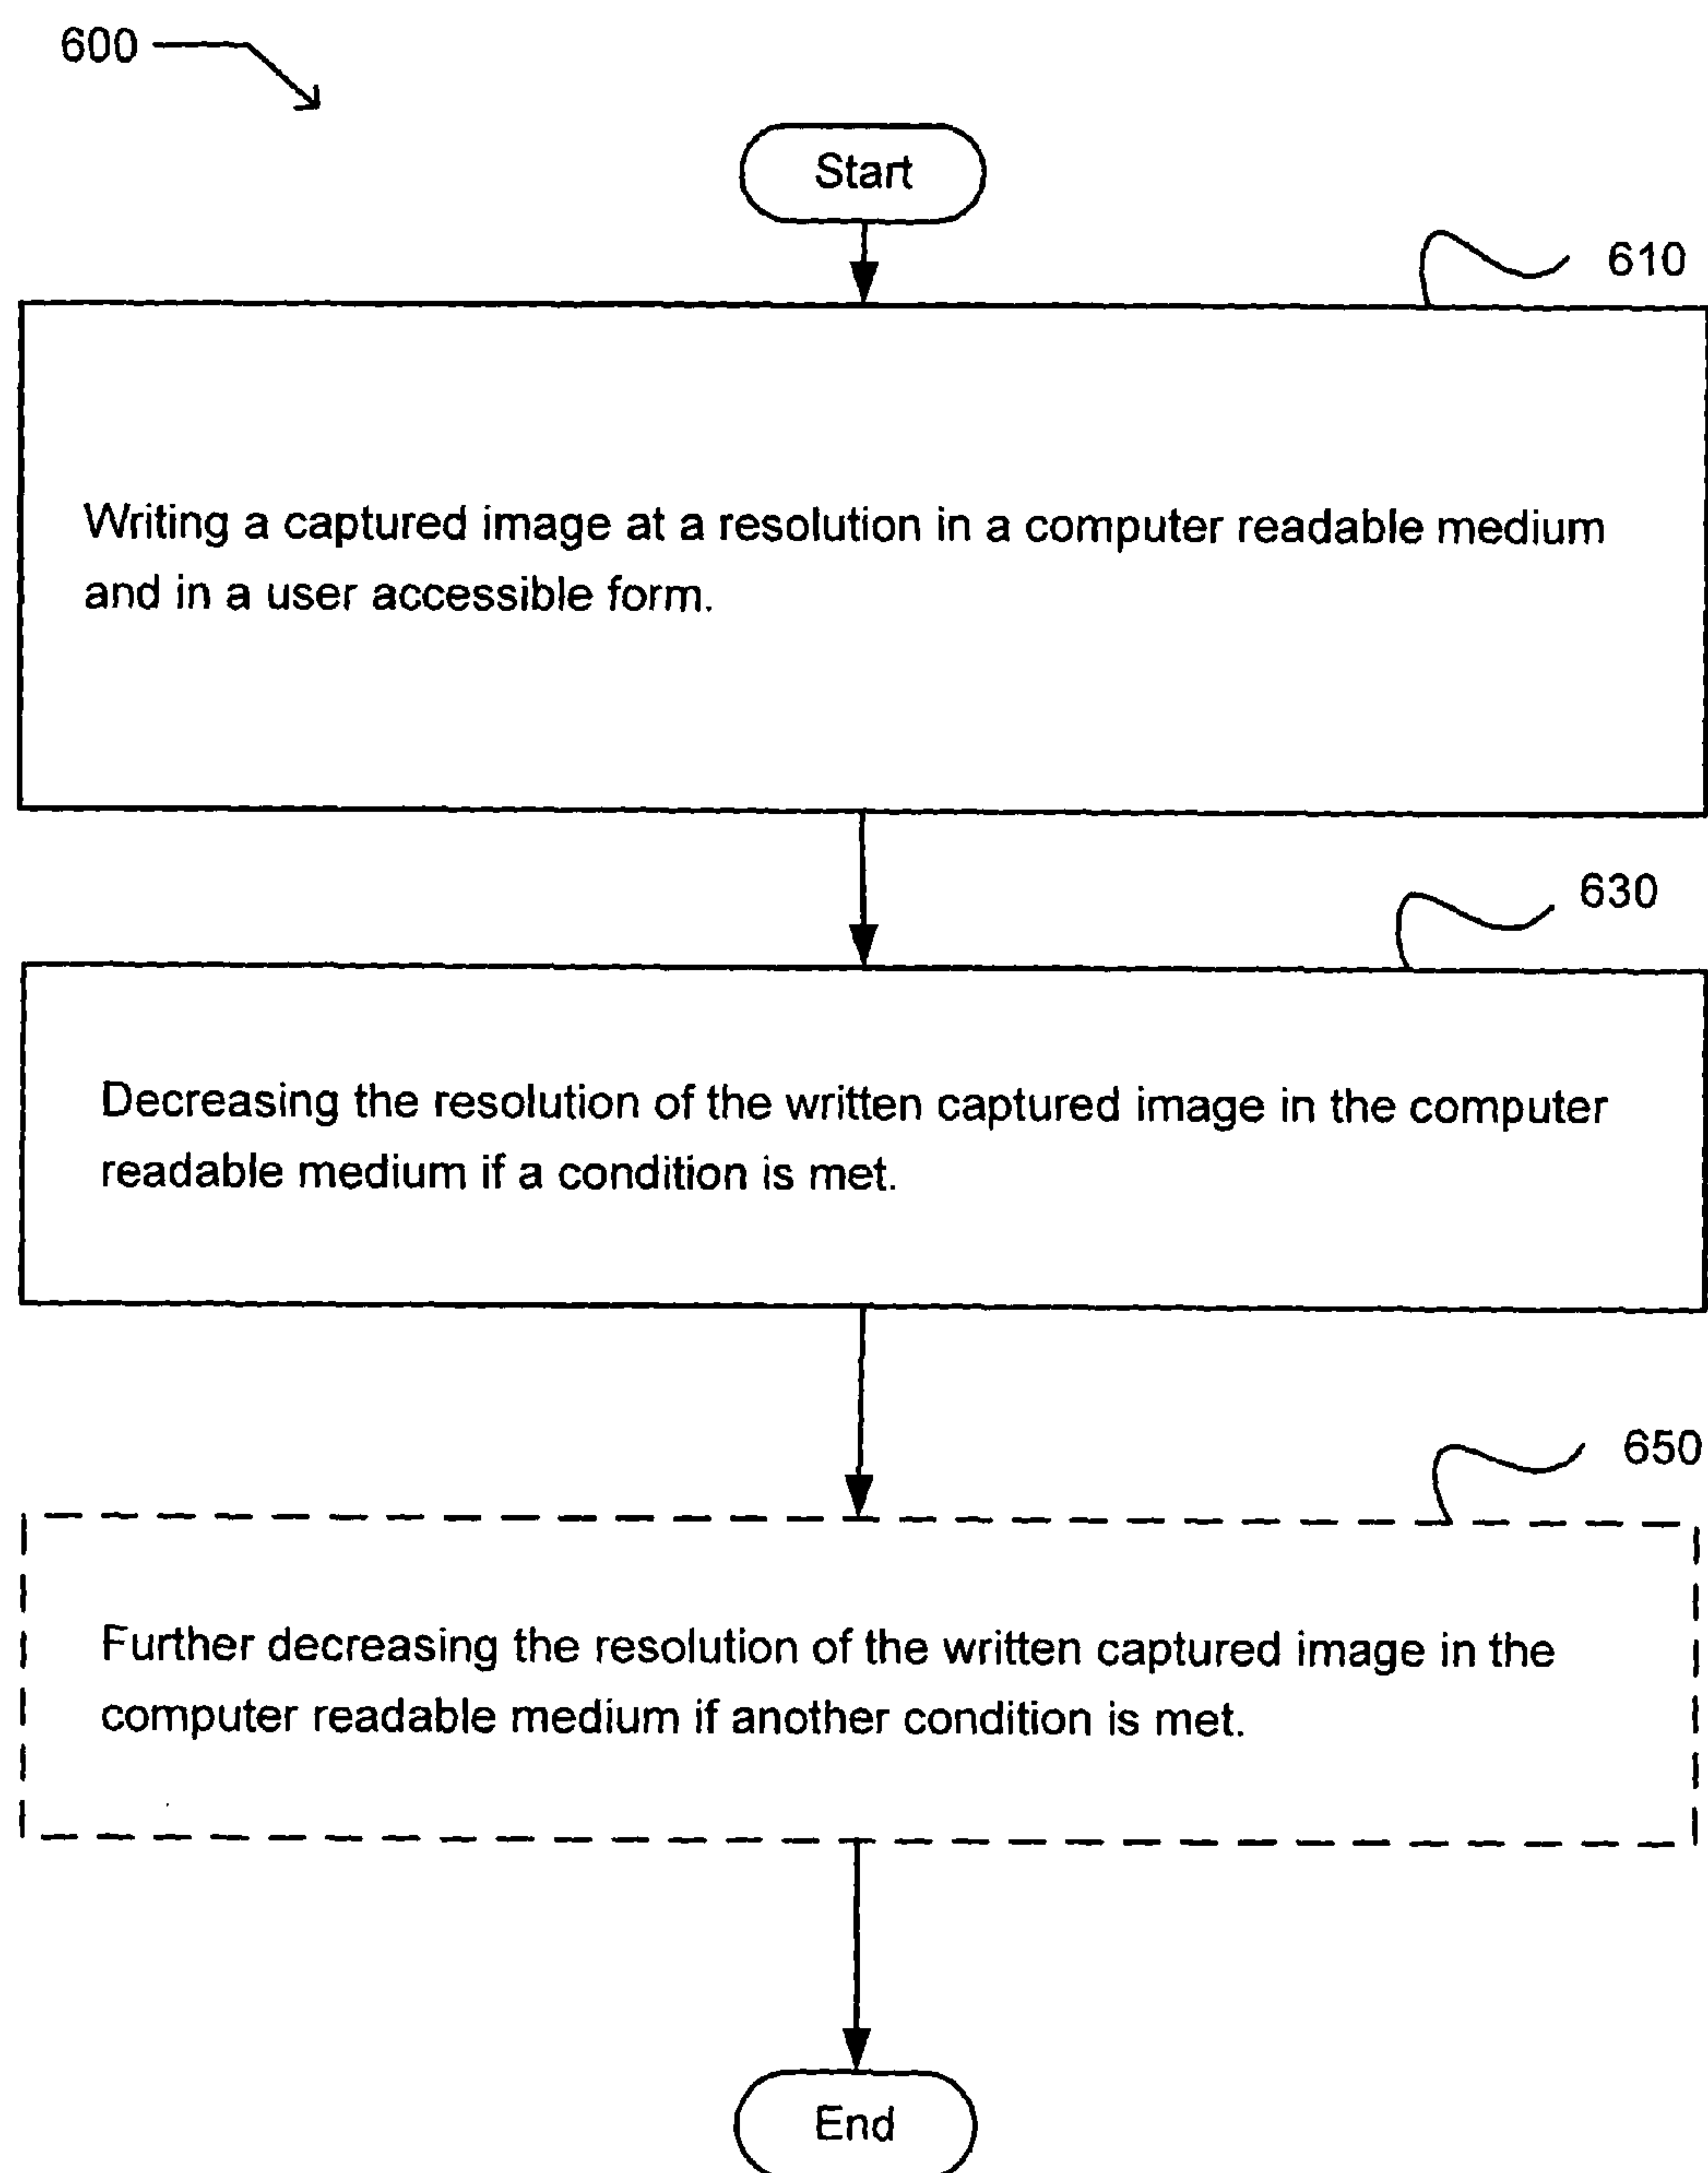 600
Start
610
Writing a captured image at a resolution in a computer readable medium
and in a user accessible form.
630
Decreasing the resolution of the written captured image in the computer
readable medium if a condition is met.
650
Further decreasing the resolution of the written captured image in the
computer readable medium if another condition is met.
End